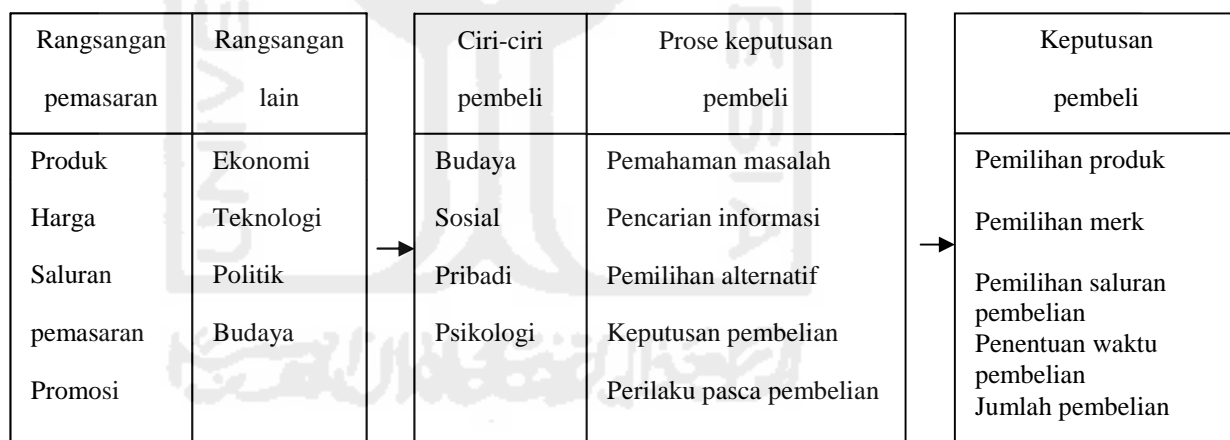 Rangsangan
pemasaran
Rangsangan
lain
Produk
Harga
Saluran
pemasaran
Promosi
Ekonomi
Teknologi
Politik
Budaya
Ciri-ciri
pembeli
Prose keputusan
pembeli
Budaya
Sosial
Pribadi
Psikologi
Pemahaman masalah
Pencarian informasi
Pemilihan alternatif
Keputusan pembelian
Perilaku pasca pembelian
Keputusan
pembeli
Pemilihan produk
Pemilihan merk
Pemilihan saluran
pembelian
Penentuan waktu
pembelian
Jumlah pembelian